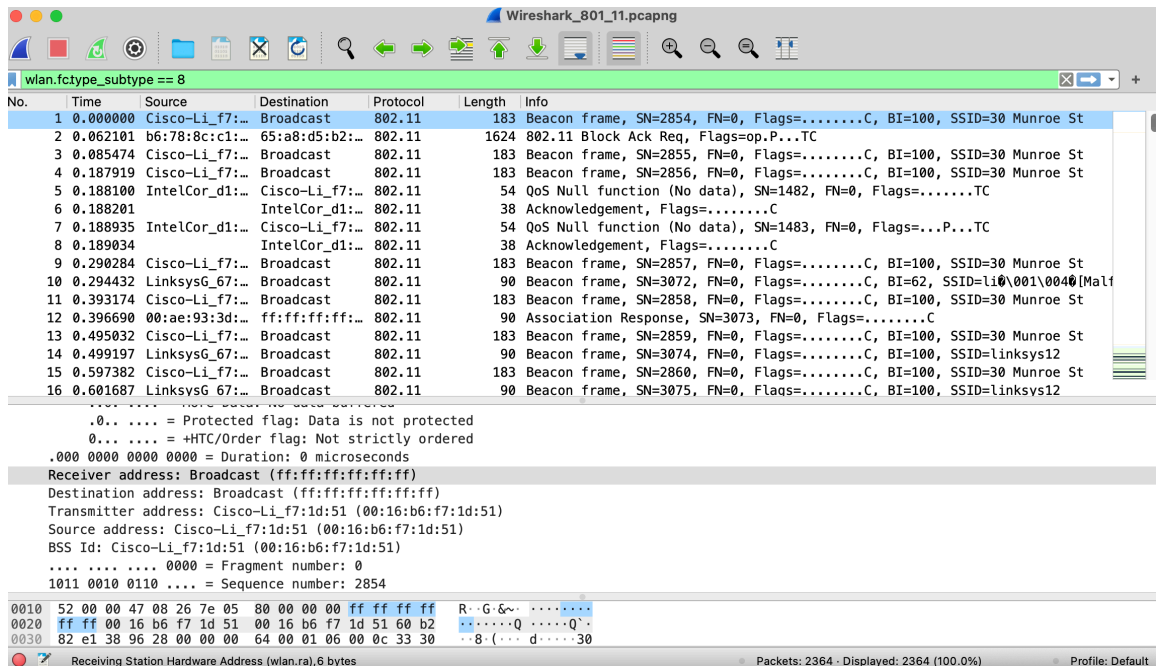 Wireshark_801_11.pcapng
wlan.fc.type_subtype == 8
No. Time Source Destination Protocol Length Info
1 0.000000 Cisco-Li_f7:… Broadcast 802.11 183 Beacon frame, SN=2854, FN=0, Flags=........C, BI=100, SSID=30 Munroe St
2 0.062101 b6:78:8c:c1:… 65:a8:d5:b2:… 802.11 1624 802.11 Block Ack Req, Flags=op.P...TC
3 0.085474 Cisco-Li_f7:… Broadcast 802.11 183 Beacon frame, SN=2855, FN=0, Flags=........C, BI=100, SSID=30 Munroe St
4 0.187919 Cisco-Li_f7:… Broadcast 802.11 183 Beacon frame, SN=2856, FN=0, Flags=........C, BI=100, SSID=30 Munroe St
5 0.188100 IntelCor_d1:… Cisco-Li_f7:… 802.11 54 QoS Null function (No data), SN=1482, FN=0, Flags=.......TC
6 0.188201 IntelCor_d1:… 802.11 38 Acknowledgement, Flags=........C
7 0.188935 IntelCor_d1:… Cisco-Li_f7:… 802.11 54 QoS Null function (No data), SN=1483, FN=0, Flags=...P...TC
8 0.189034 IntelCor_d1:… 802.11 38 Acknowledgement, Flags=........C
9 0.290284 Cisco-Li_f7:… Broadcast 802.11 183 Beacon frame, SN=2857, FN=0, Flags=........C, BI=100, SSID=30 Munroe St
10 0.294432 LinksysG_67:… Broadcast 802.11 90 Beacon frame, SN=3072, FN=0, Flags=........C, BI=62, SSID=li�\001\004�[Malf
11 0.393174 Cisco-Li_f7:… Broadcast 802.11 183 Beacon frame, SN=2858, FN=0, Flags=........C, BI=100, SSID=30 Munroe St
12 0.396690 00:ae:93:3d:… ff:ff:ff:ff:… 802.11 90 Association Response, SN=3073, FN=0, Flags=........C
13 0.495032 Cisco-Li_f7:… Broadcast 802.11 183 Beacon frame, SN=2859, FN=0, Flags=........C, BI=100, SSID=30 Munroe St
14 0.499197 LinksysG_67:… Broadcast 802.11 90 Beacon frame, SN=3074, FN=0, Flags=........C, BI=100, SSID=linksys12
15 0.597382 Cisco-Li_f7:… Broadcast 802.11 183 Beacon frame, SN=2860, FN=0, Flags=........C, BI=100, SSID=30 Munroe St
16 0.601687 LinksysG_67:… Broadcast 802.11 90 Beacon frame, SN=3075, FN=0, Flags=........C, BI=100, SSID=linksys12
.0.. .... = Protected flag: Data is not protected
0... .... = +HTC/Order flag: Not strictly ordered
.000 0000 0000 0000 = Duration: 0 microseconds
Receiver address: Broadcast (ff:ff:ff:ff:ff:ff)
Destination address: Broadcast (ff:ff:ff:ff:ff:ff)
Transmitter address: Cisco-Li_f7:1d:51 (00:16:b6:f7:1d:51)
Source address: Cisco-Li_f7:1d:51 (00:16:b6:f7:1d:51)
BSS Id: Cisco-Li_f7:1d:51 (00:16:b6:f7:1d:51)
.... .... .... 0000 = Fragment number: 0
1011 0010 0110 .... = Sequence number: 2854
0010 52 00 00 47 08 26 7e 05 80 00 00 00 ff ff ff ff R··G·&~· ········
0020 ff ff 00 16 b6 f7 1d 51 00 16 b6 f7 1d 51 60 b2 ·······Q ·····Q`·
0030 82 e1 38 96 28 00 00 00 64 00 01 06 00 0c 33 30 ··8·(··· d·····30
Receiving Station Hardware Address (wlan.ra), 6 bytes Packets: 2364 · Displayed: 2364 (100.0%) Profile: Default